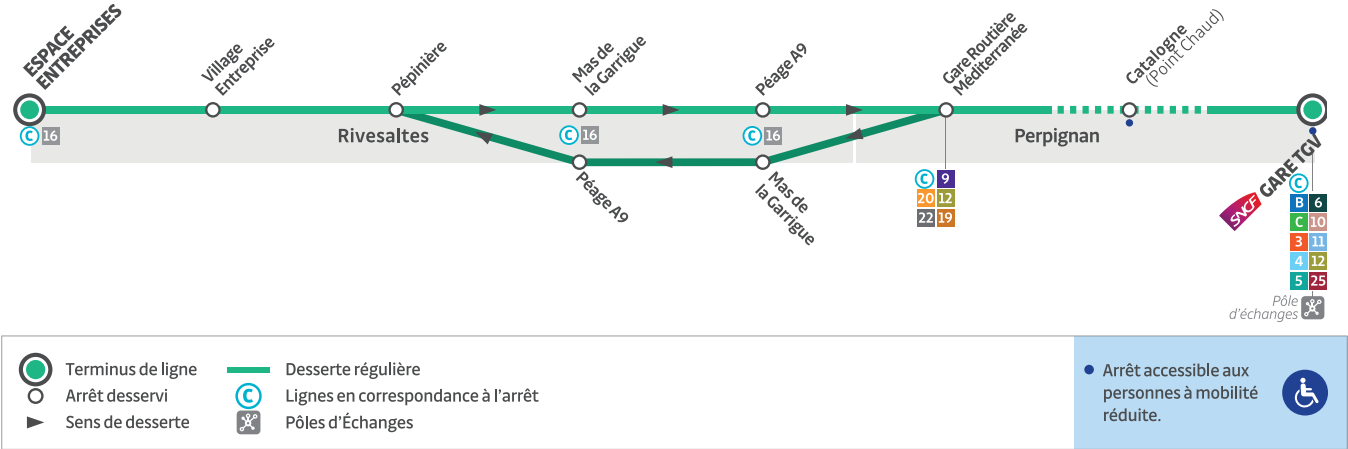 ESPACE
ENTREPRISES
Village
Entreprise
Pépinière
Mas de
la Garrigue
Péage A9
Gare Routière
Méditerranée
Catalogne
(Point Chaud)
C 16
Rivesaltes
C 16
C 16
Perpignan
Péage A9
Mas de
la Garrigue
C 9
20 12
22 19
SNCF
GARE TGV
C
B 6
C 10
3 11
4 12
5 25
Pôle
d'échanges
Terminus de ligne
Desserte régulière
Arrêt desservi
C Lignes en correspondance à l'arrêt
Sens de desserte
Pôles d'Échanges
Arrêt accessible aux
personnes à mobilité
réduite.